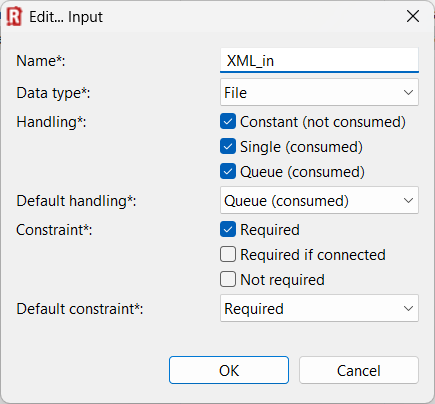 Edit... Input
Name*: XML_in
Data type*: File
Handling*: Constant (not consumed)
Single (consumed)
Queue (consumed)
Default handling*: Queue (consumed)
Constraint*: Required
Required if connected
Not required
Default constraint*: Required
OK Cancel